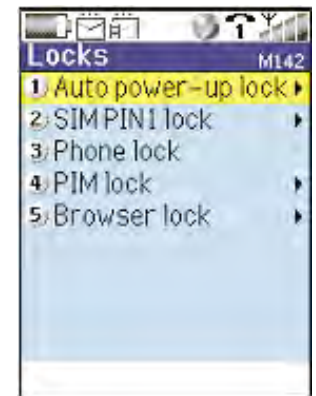 Locks M142
1 Auto power-up lock
2 SIM PIN1 lock
3 Phone lock
4 PIM lock
5 Browser lock